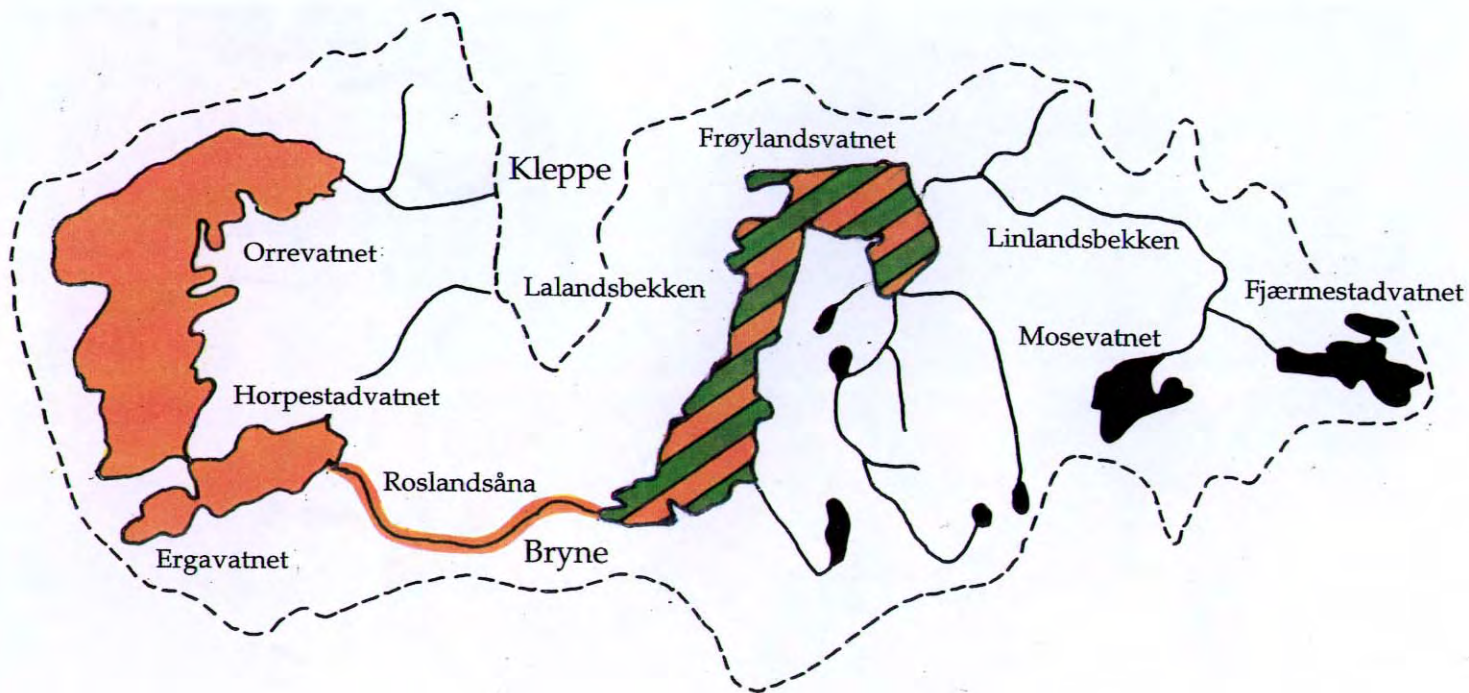 Frøylandsvatnet
Kleppe
Orrevatnet
Linlandsbekken
Lalandsbekken
Fjærmestadvatnet
Mosevatnet
Horpestadvatnet
Roslandsåna
Ergavatnet
Bryne